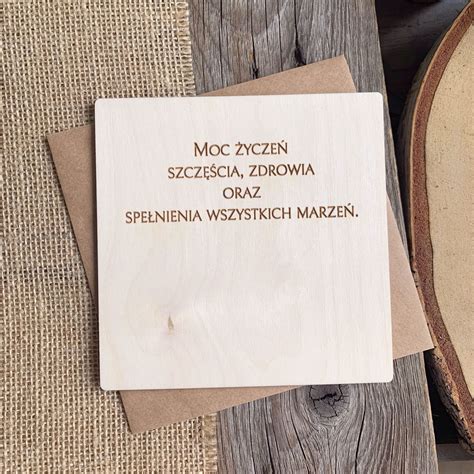 Moc życzeń
szczęścia, zdrowia
oraz
spełnienia wszystkich marzeń.